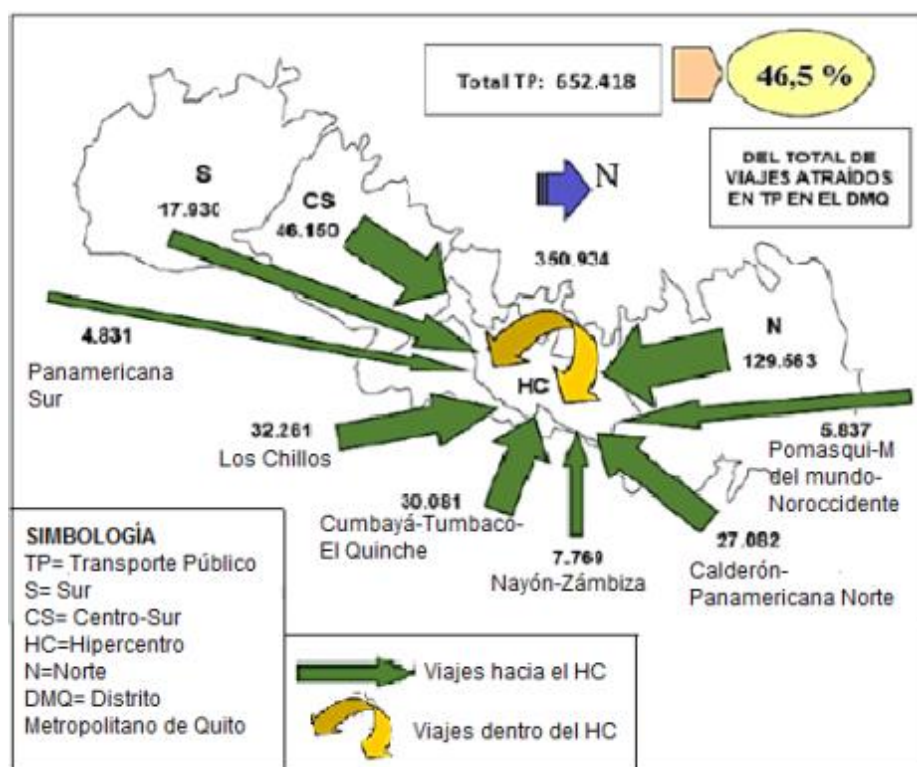 Total TP: 652.418
46,5 %
DEL TOTAL DE
VIAJES ATRAÍDOS
EN TP EN EL DMQ
N
S
17.930
CS
46.150
350.934
N
129.563
HC
4.831
Panamericana
Sur
32.261
Los Chillos
30.081
Cumbayá-Tumbaco-
El Quinche
7.769
Nayón-Zámbiza
27.082
Calderón-
Panamericana Norte
5.837
Pomasqui-M
del mundo-
Noroccidente
SIMBOLOGÍA
TP= Transporte Público
S= Sur
CS= Centro-Sur
HC=Hipercentro
N=Norte
DMQ= Distrito
Metropolitano de Quito
Viajes hacia el HC
Viajes dentro del HC